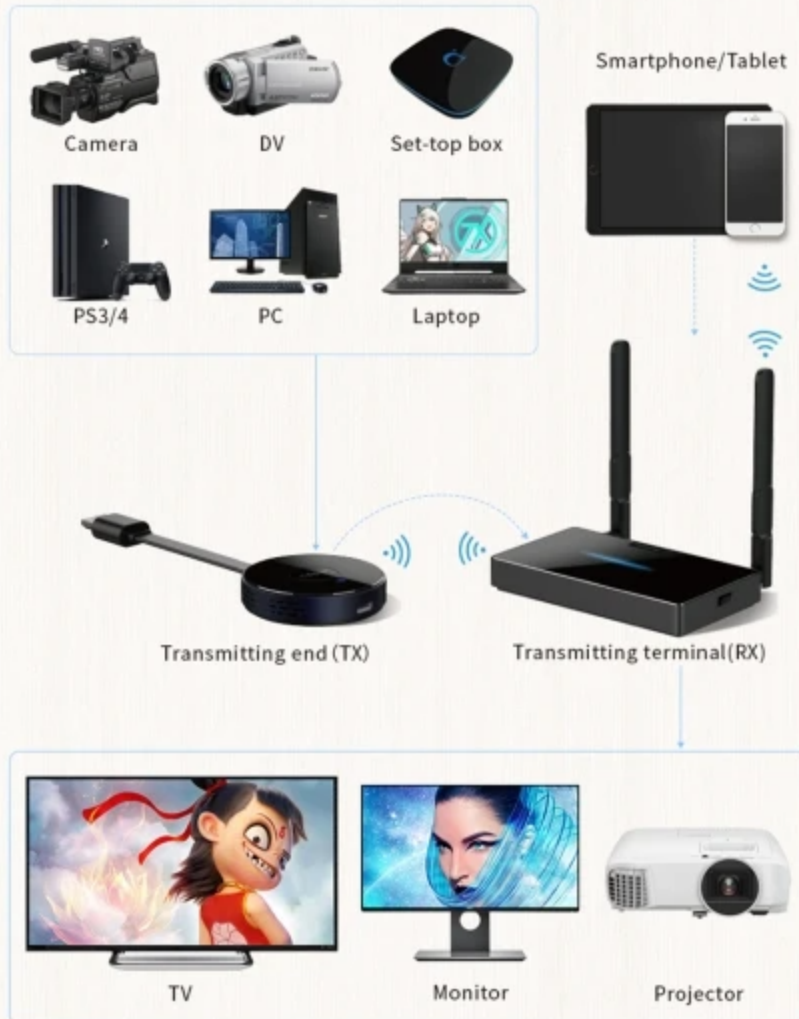 Smartphone/Tablet
Camera
DV
Set-top box
PS3/4
PC
Laptop
Transmitting end (TX)
Transmitting terminal(RX)
TV
Monitor
Projector